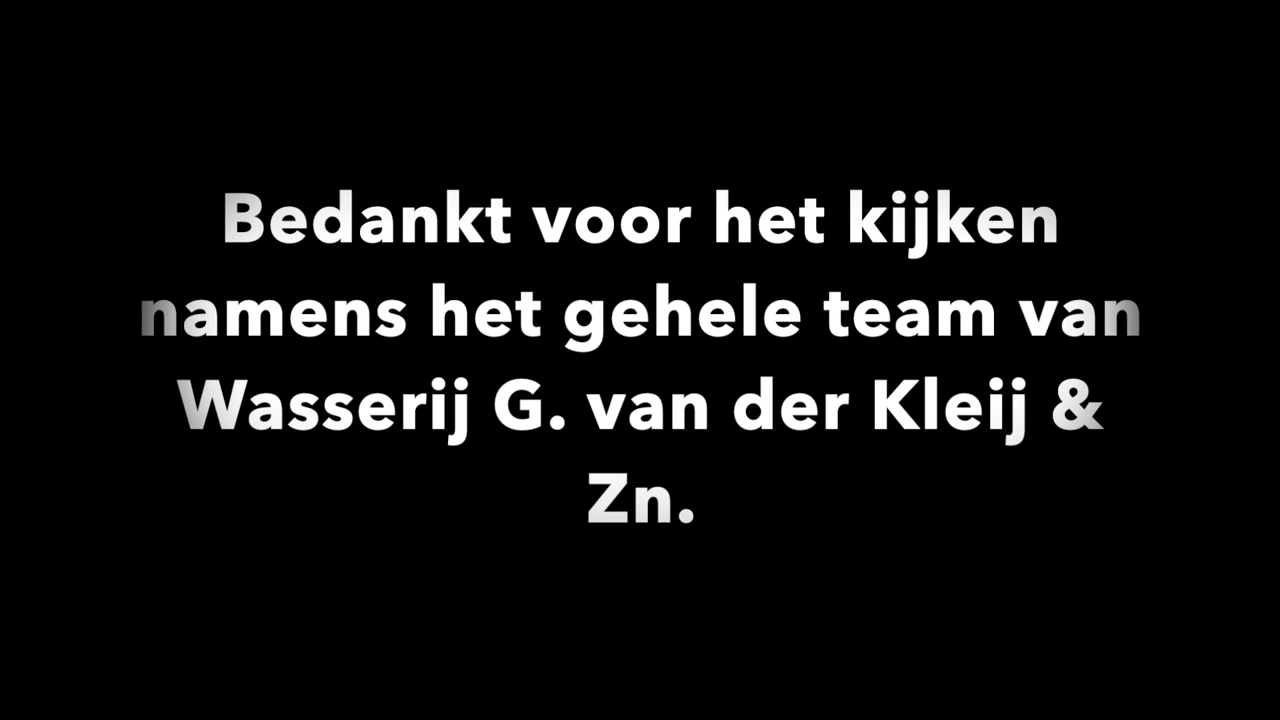 Bedankt voor het kijken
namens het gehele team van
Wasserij G. van der Kleij &
Zn.